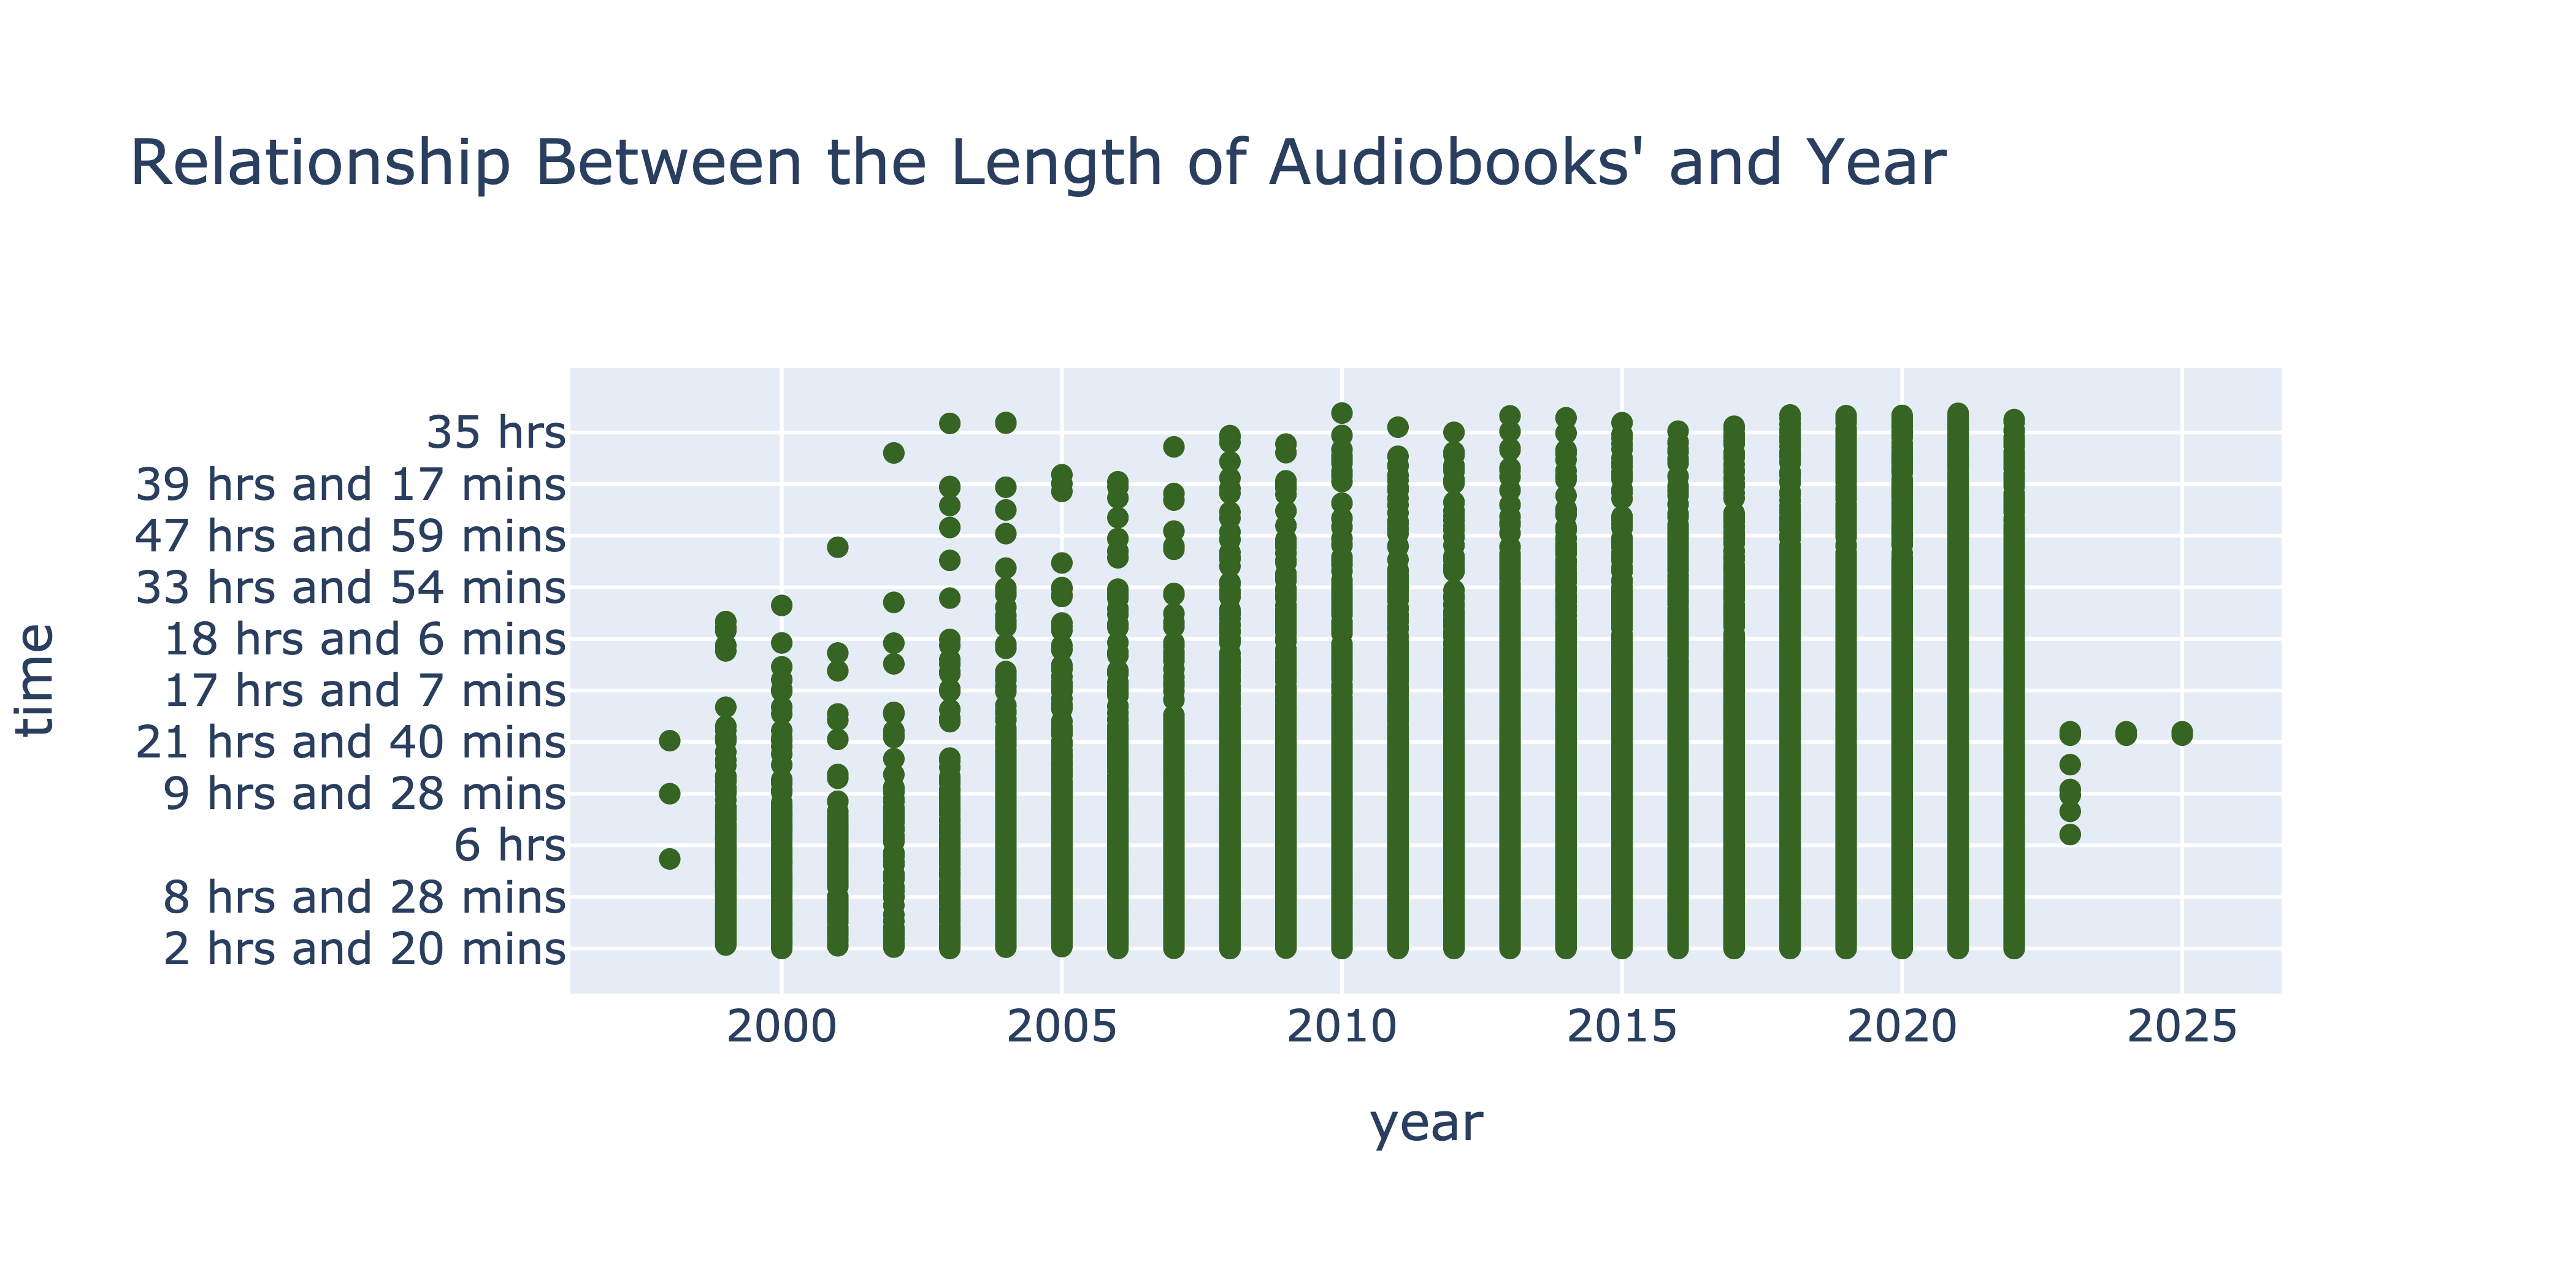 Relationship Between the Length of Audiobooks' and Year
35 hrs
39 hrs and 17 mins
47 hrs and 59 mins
33 hrs and 54 mins
18 hrs and 6 mins
17 hrs and 7 mins
21 hrs and 40 mins
9 hrs and 28 mins
6 hrs
8 hrs and 28 mins
2 hrs and 20 mins
time
2000 2005 2010 2015 2020 2025
year